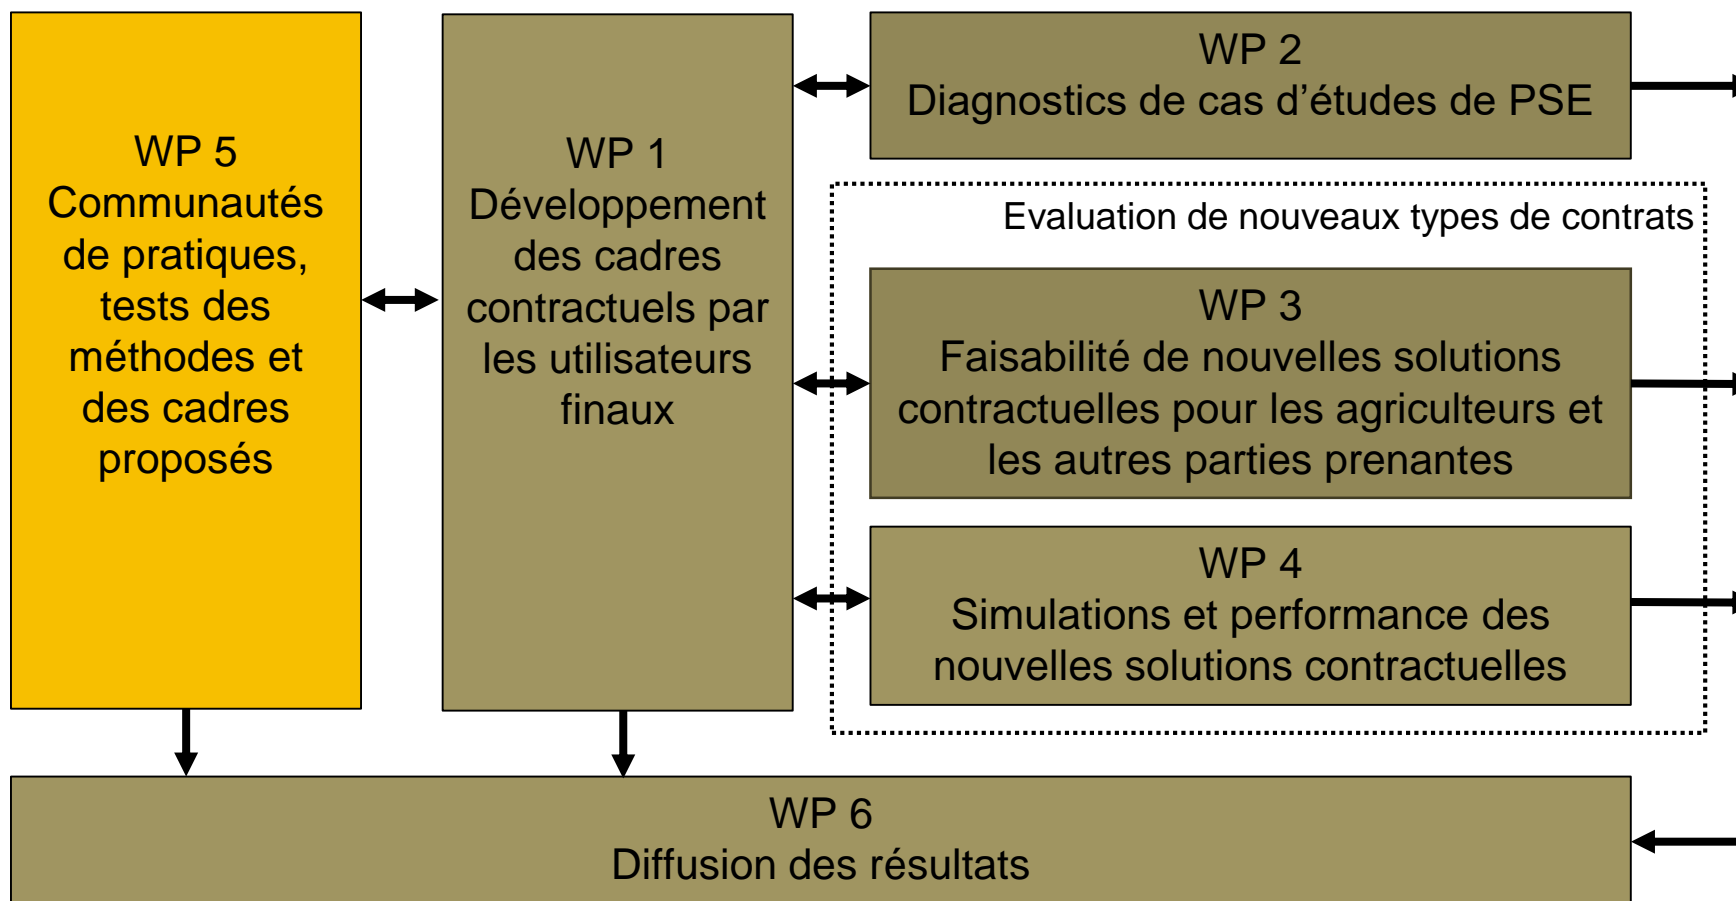 WP 5
Communautés
de pratiques,
tests des
méthodes et
des cadres
proposés
WP 1
Développement
des cadres
contractuels par
les utilisateurs
finaux
WP 2
Diagnostics de cas d’études de PSE
Evaluation de nouveaux types de contrats
WP 3
Faisabilité de nouvelles solutions
contractuelles pour les agriculteurs et
les autres parties prenantes
WP 4
Simulations et performance des
nouvelles solutions contractuelles
WP 6
Diffusion des résultats